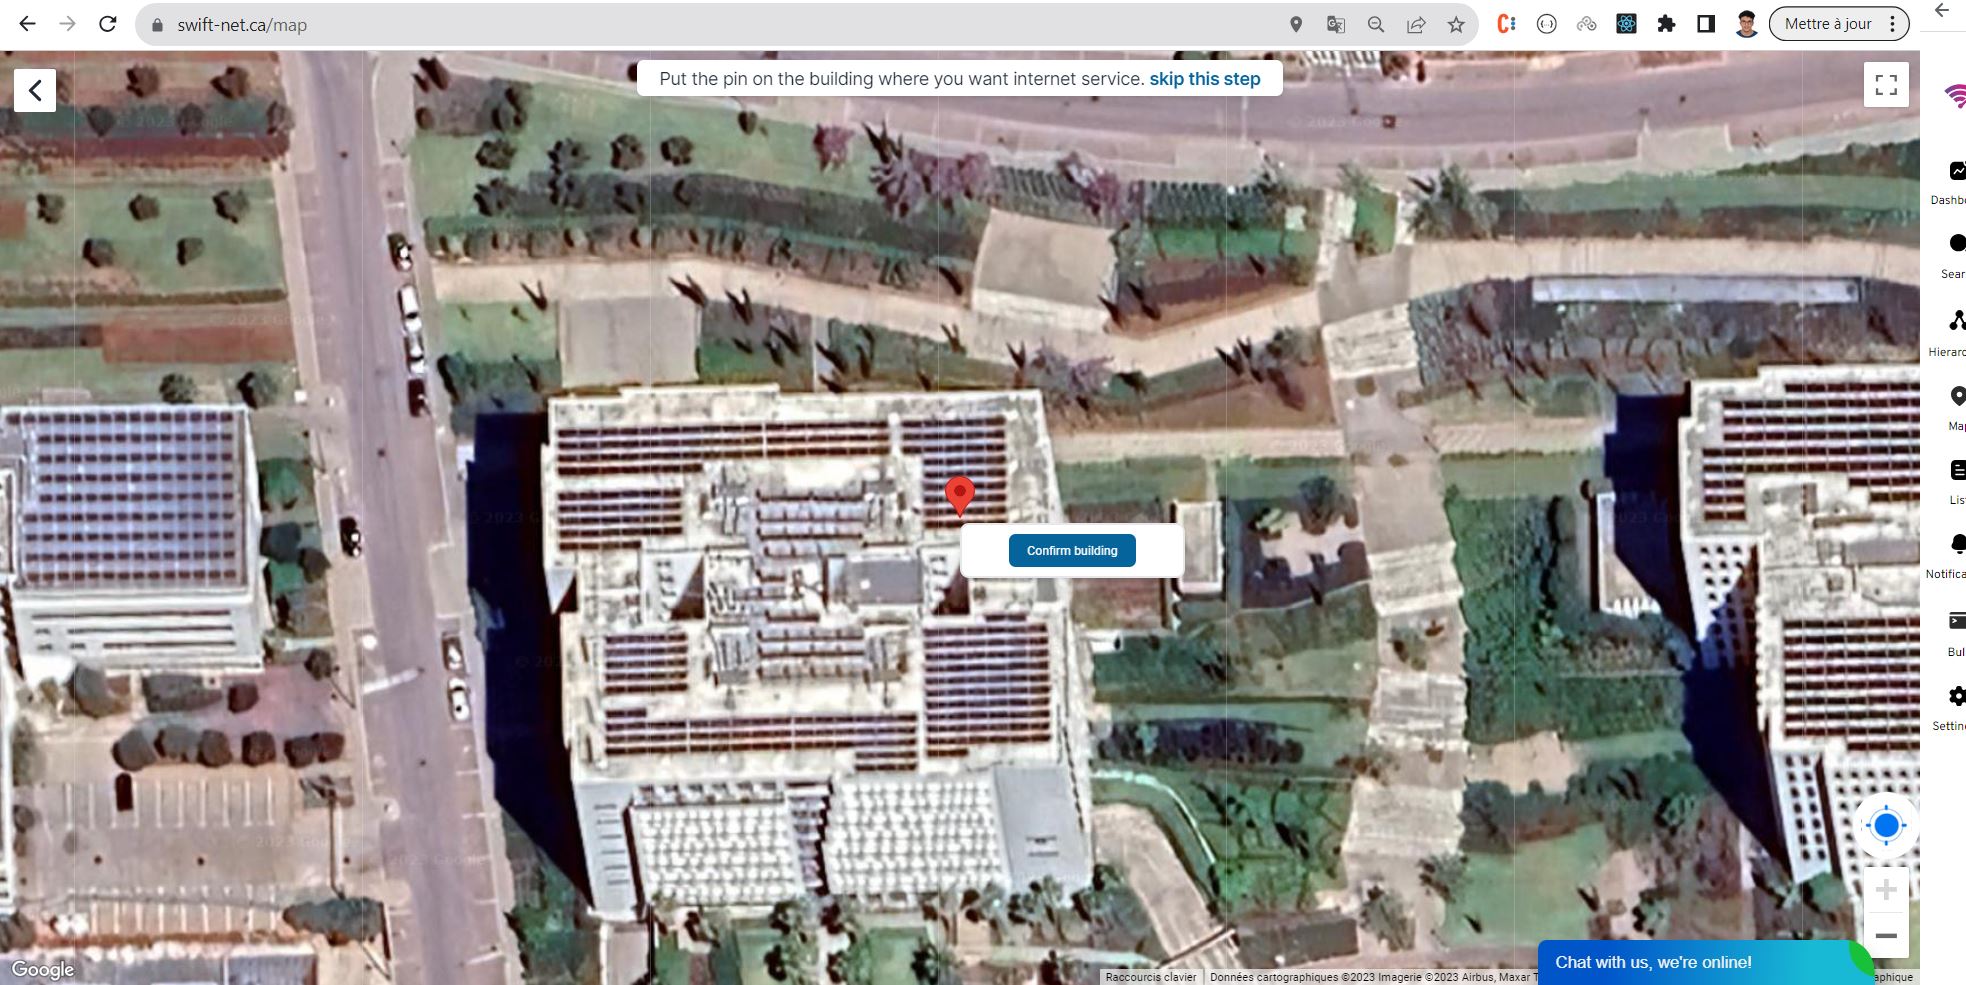 swift-net.ca/map
Mettre à jour
Put the pin on the building where you want internet service. skip this step
Confirm building
Sear
Hierarc
Map
Lis
Notifica
Bul
Settin
Chat with us, we're online!
Google
Raccourcis clavier
Données cartographiques ©2023 Imagerie ©2023 Airbus, Maxar T
aphique